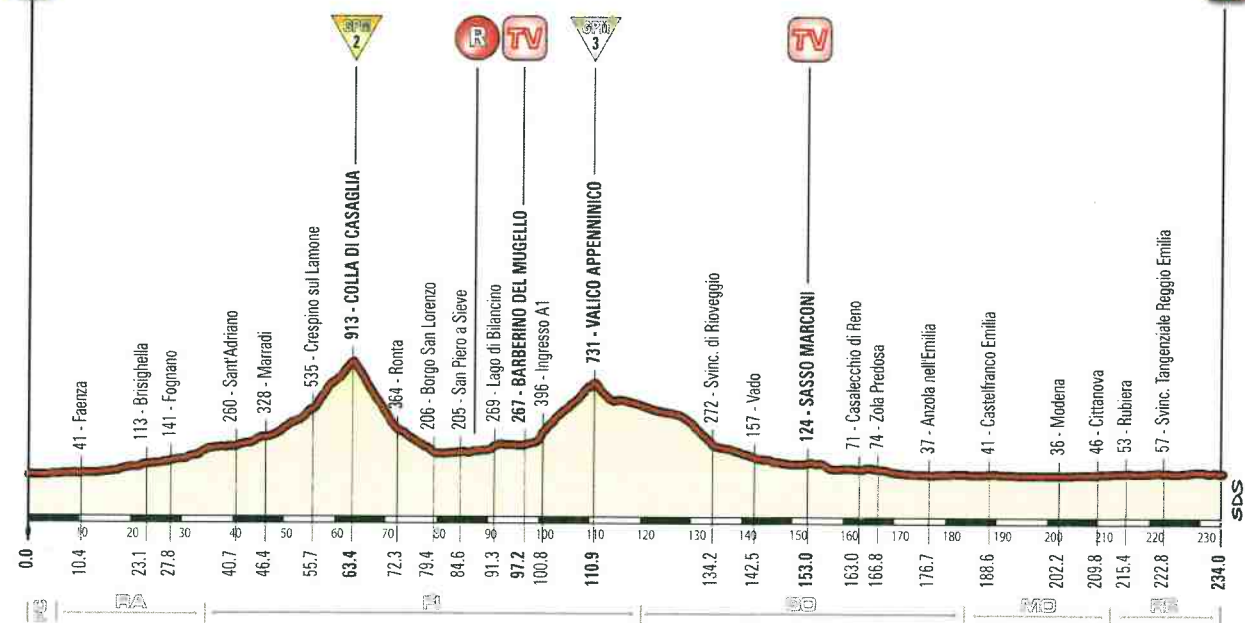 GPM
2
R
TV
GPM
3
TV
41 - Faenza
113 - Brisighella
141 - Fognano
260 - Sant'Adriano
328 - Marradi
535 - Crespino sul Lamone
913 - COLLA DI CASAGLIA
364 - Ronta
206 - Borgo San Lorenzo
205 - San Piero a Sieve
269 - Lago di Bilancino
267 - BARBERINO DEL MUGELLO
396 - Ingresso A1
731 - VALICO APPENNINICO
272 - Svinc. di Rioveggio
157 - Vado
124 - SASSO MARCONI
71 - Casalecchio di Reno
74 - Zola Predosa
37 - Anzola nell'Emilia
41 - Castelfranco Emilia
36 - Modena
46 - Cittanova
53 - Rubiera
57 - Svinc. Tangenziale Reggio Emilia
SDS
10 20 30 40 50 60 70 80 90 100 110 120 130 140 150 160 170 180 190 200 210 220 230
0.0 10.4 23.1 27.8 40.7 46.4 55.7 63.4 72.3 79.4 84.6 91.3 97.2 100.8 110.9 134.2 142.5 153.0 163.0 166.8 176.7 188.6 202.2 209.8 215.4 222.8 234.0
FC RA FI BO MO RE